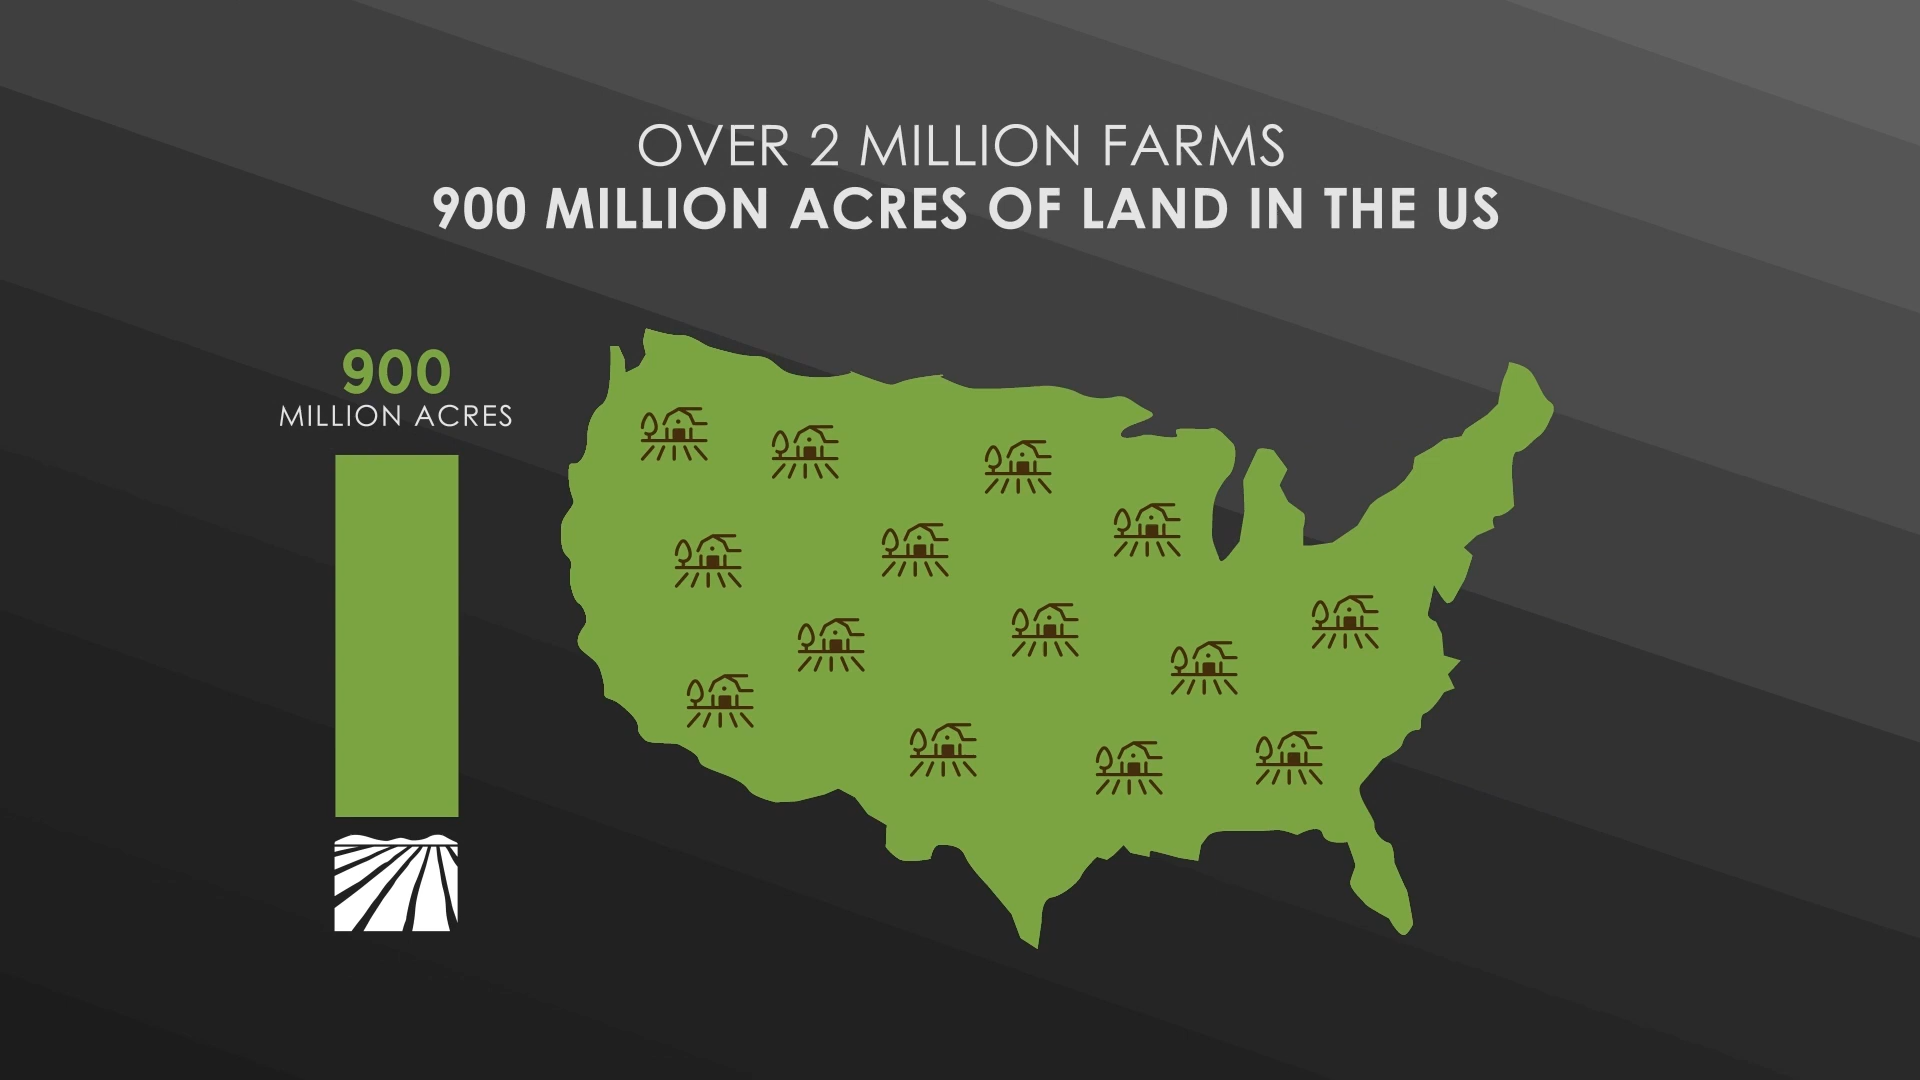 OVER 2 MILLION FARMS
900 MILLION ACRES OF LAND IN THE US
900
MILLION ACRES